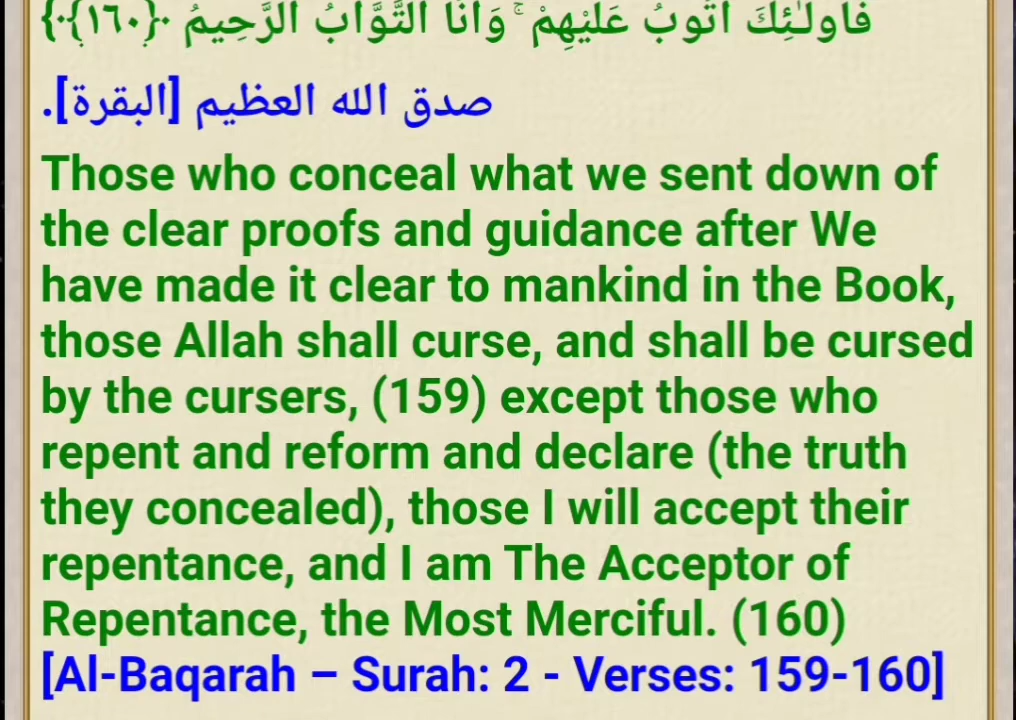 فَأُولَٰئِكَ أَتُوبُ عَلَيْهِمْ ۚ وَأَنَا التَّوَّابُ الرَّحِيمُ ‎﴿١٦٠﴾‏
صدق الله العظيم [البقرة].
Those who conceal what we sent down of
the clear proofs and guidance after We
have made it clear to mankind in the Book,
those Allah shall curse, and shall be cursed
by the cursers, (159) except those who
repent and reform and declare (the truth
they concealed), those I will accept their
repentance, and I am The Acceptor of
Repentance, the Most Merciful. (160)
[Al-Baqarah – Surah: 2 - Verses: 159-160]